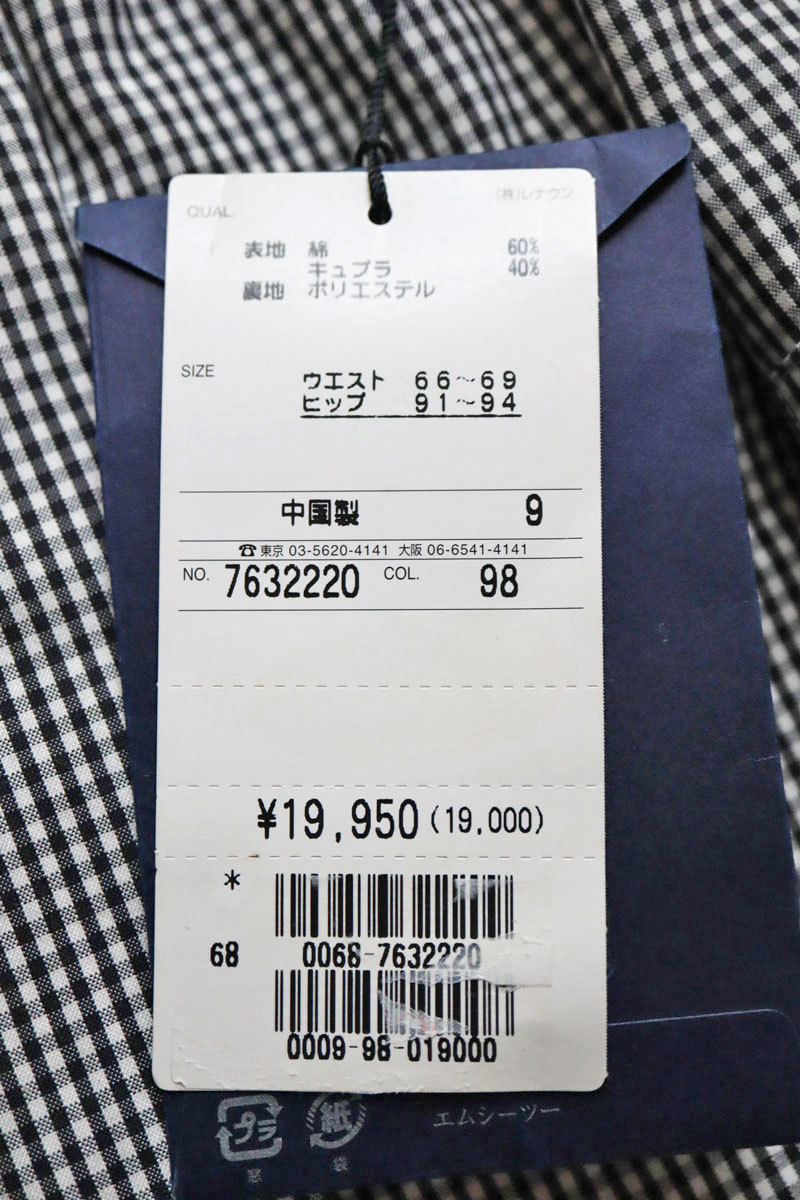 QUAL.
(株)レナウン
表地 綿 60%
キュプラ 40%
裏地 ポリエステル
SIZE
ウエスト 66~69
ヒップ 91~94
中国製 9
☎東京 03-5620-4141 大阪 06-6541-4141
NO. 7632220 COL. 98
¥19,950(19,000)
*
68 0068-7632220
0009-98-019000
プラ 紙 エムシーツー
窓 袋